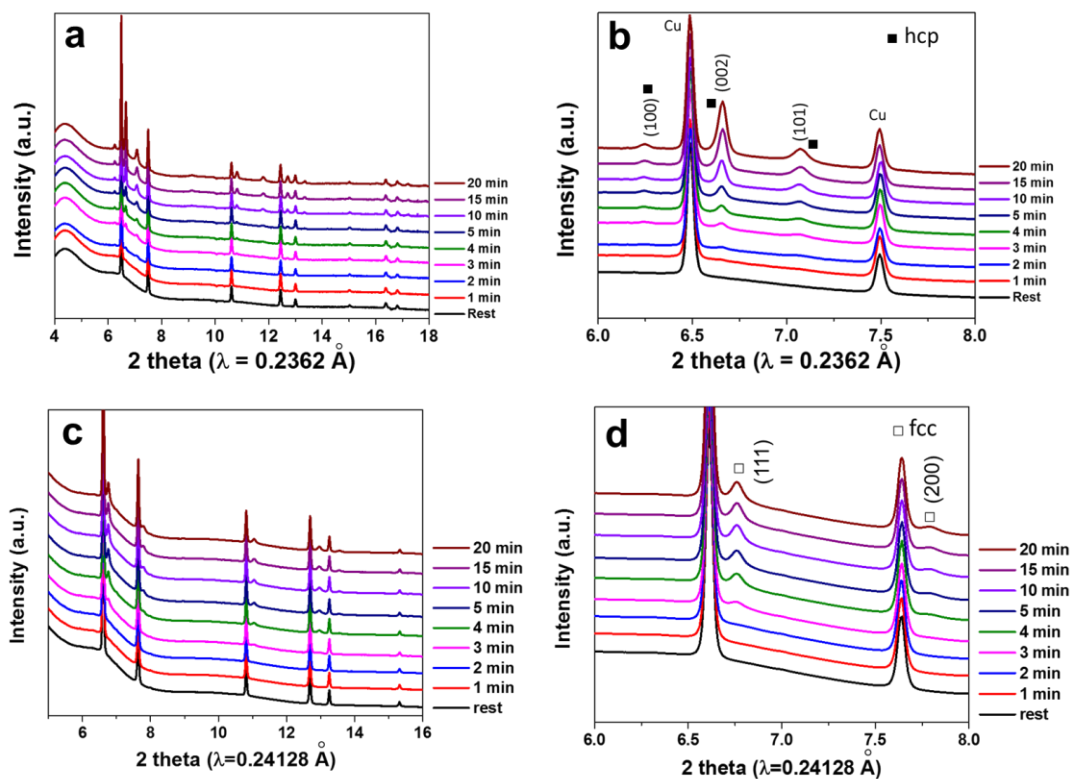 a
Intensity (a.u.)
20 min
15 min
10 min
5 min
4 min
3 min
2 min
1 min
Rest
4 6 8 10 12 14 16 18
2 theta (λ = 0.2362 Å)
b
Cu
■ hcp
(100)
(002)
(101)
Cu
Intensity (a.u.)
20 min
15 min
10 min
5 min
4 min
3 min
2 min
1 min
Rest
6.0 6.5 7.0 7.5 8.0
2 theta (λ = 0.2362 Å)
c
Intensity (a.u.)
20 min
15 min
10 min
5 min
4 min
3 min
2 min
1 min
rest
6 8 10 12 14 16
2 theta (λ=0.24128 Å)
d
□ fcc
(111)
(200)
Intensity (a.u.)
20 min
15 min
10 min
5 min
4 min
3 min
2 min
1 min
rest
6.0 6.5 7.0 7.5 8.0
2 theta (λ=0.24128 Å)